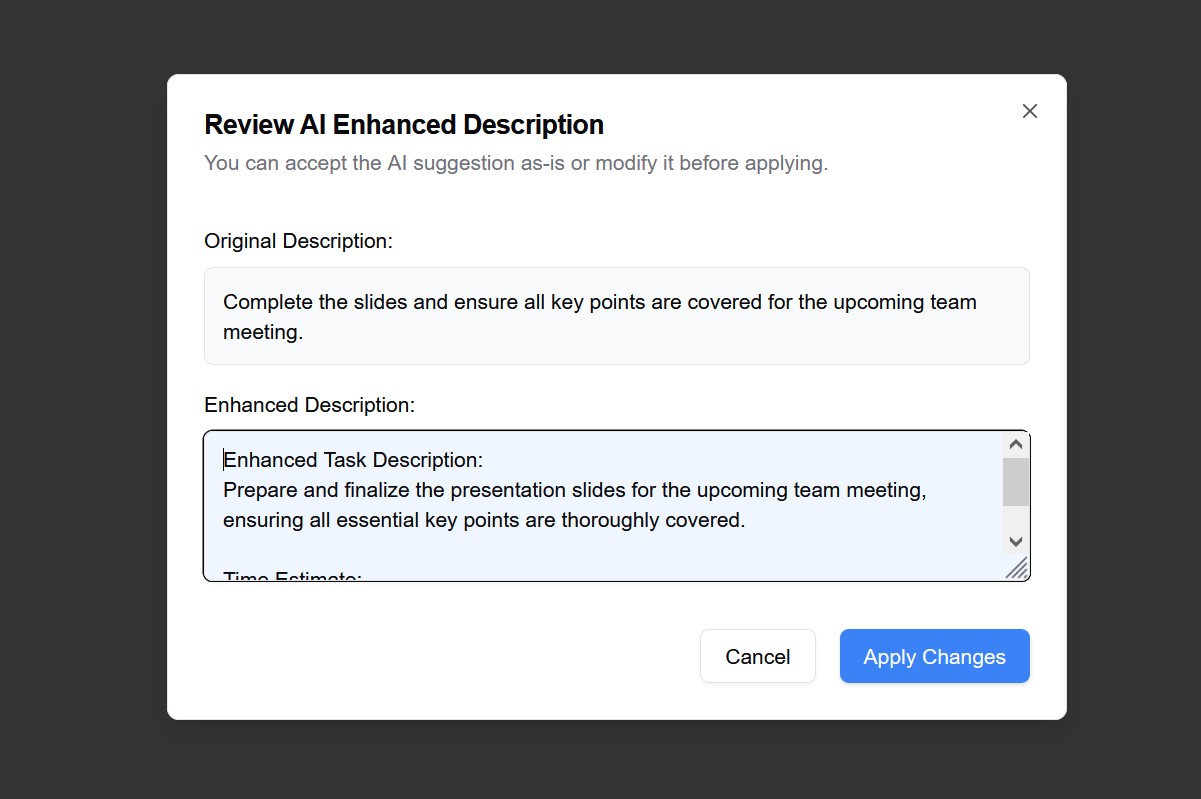 Review AI Enhanced Description
You can accept the AI suggestion as-is or modify it before applying.
Original Description:
Complete the slides and ensure all key points are covered for the upcoming team
meeting.
Enhanced Description:
Enhanced Task Description:
Prepare and finalize the presentation slides for the upcoming team meeting,
ensuring all essential key points are thoroughly covered.
Time Estimate:
Cancel
Apply Changes